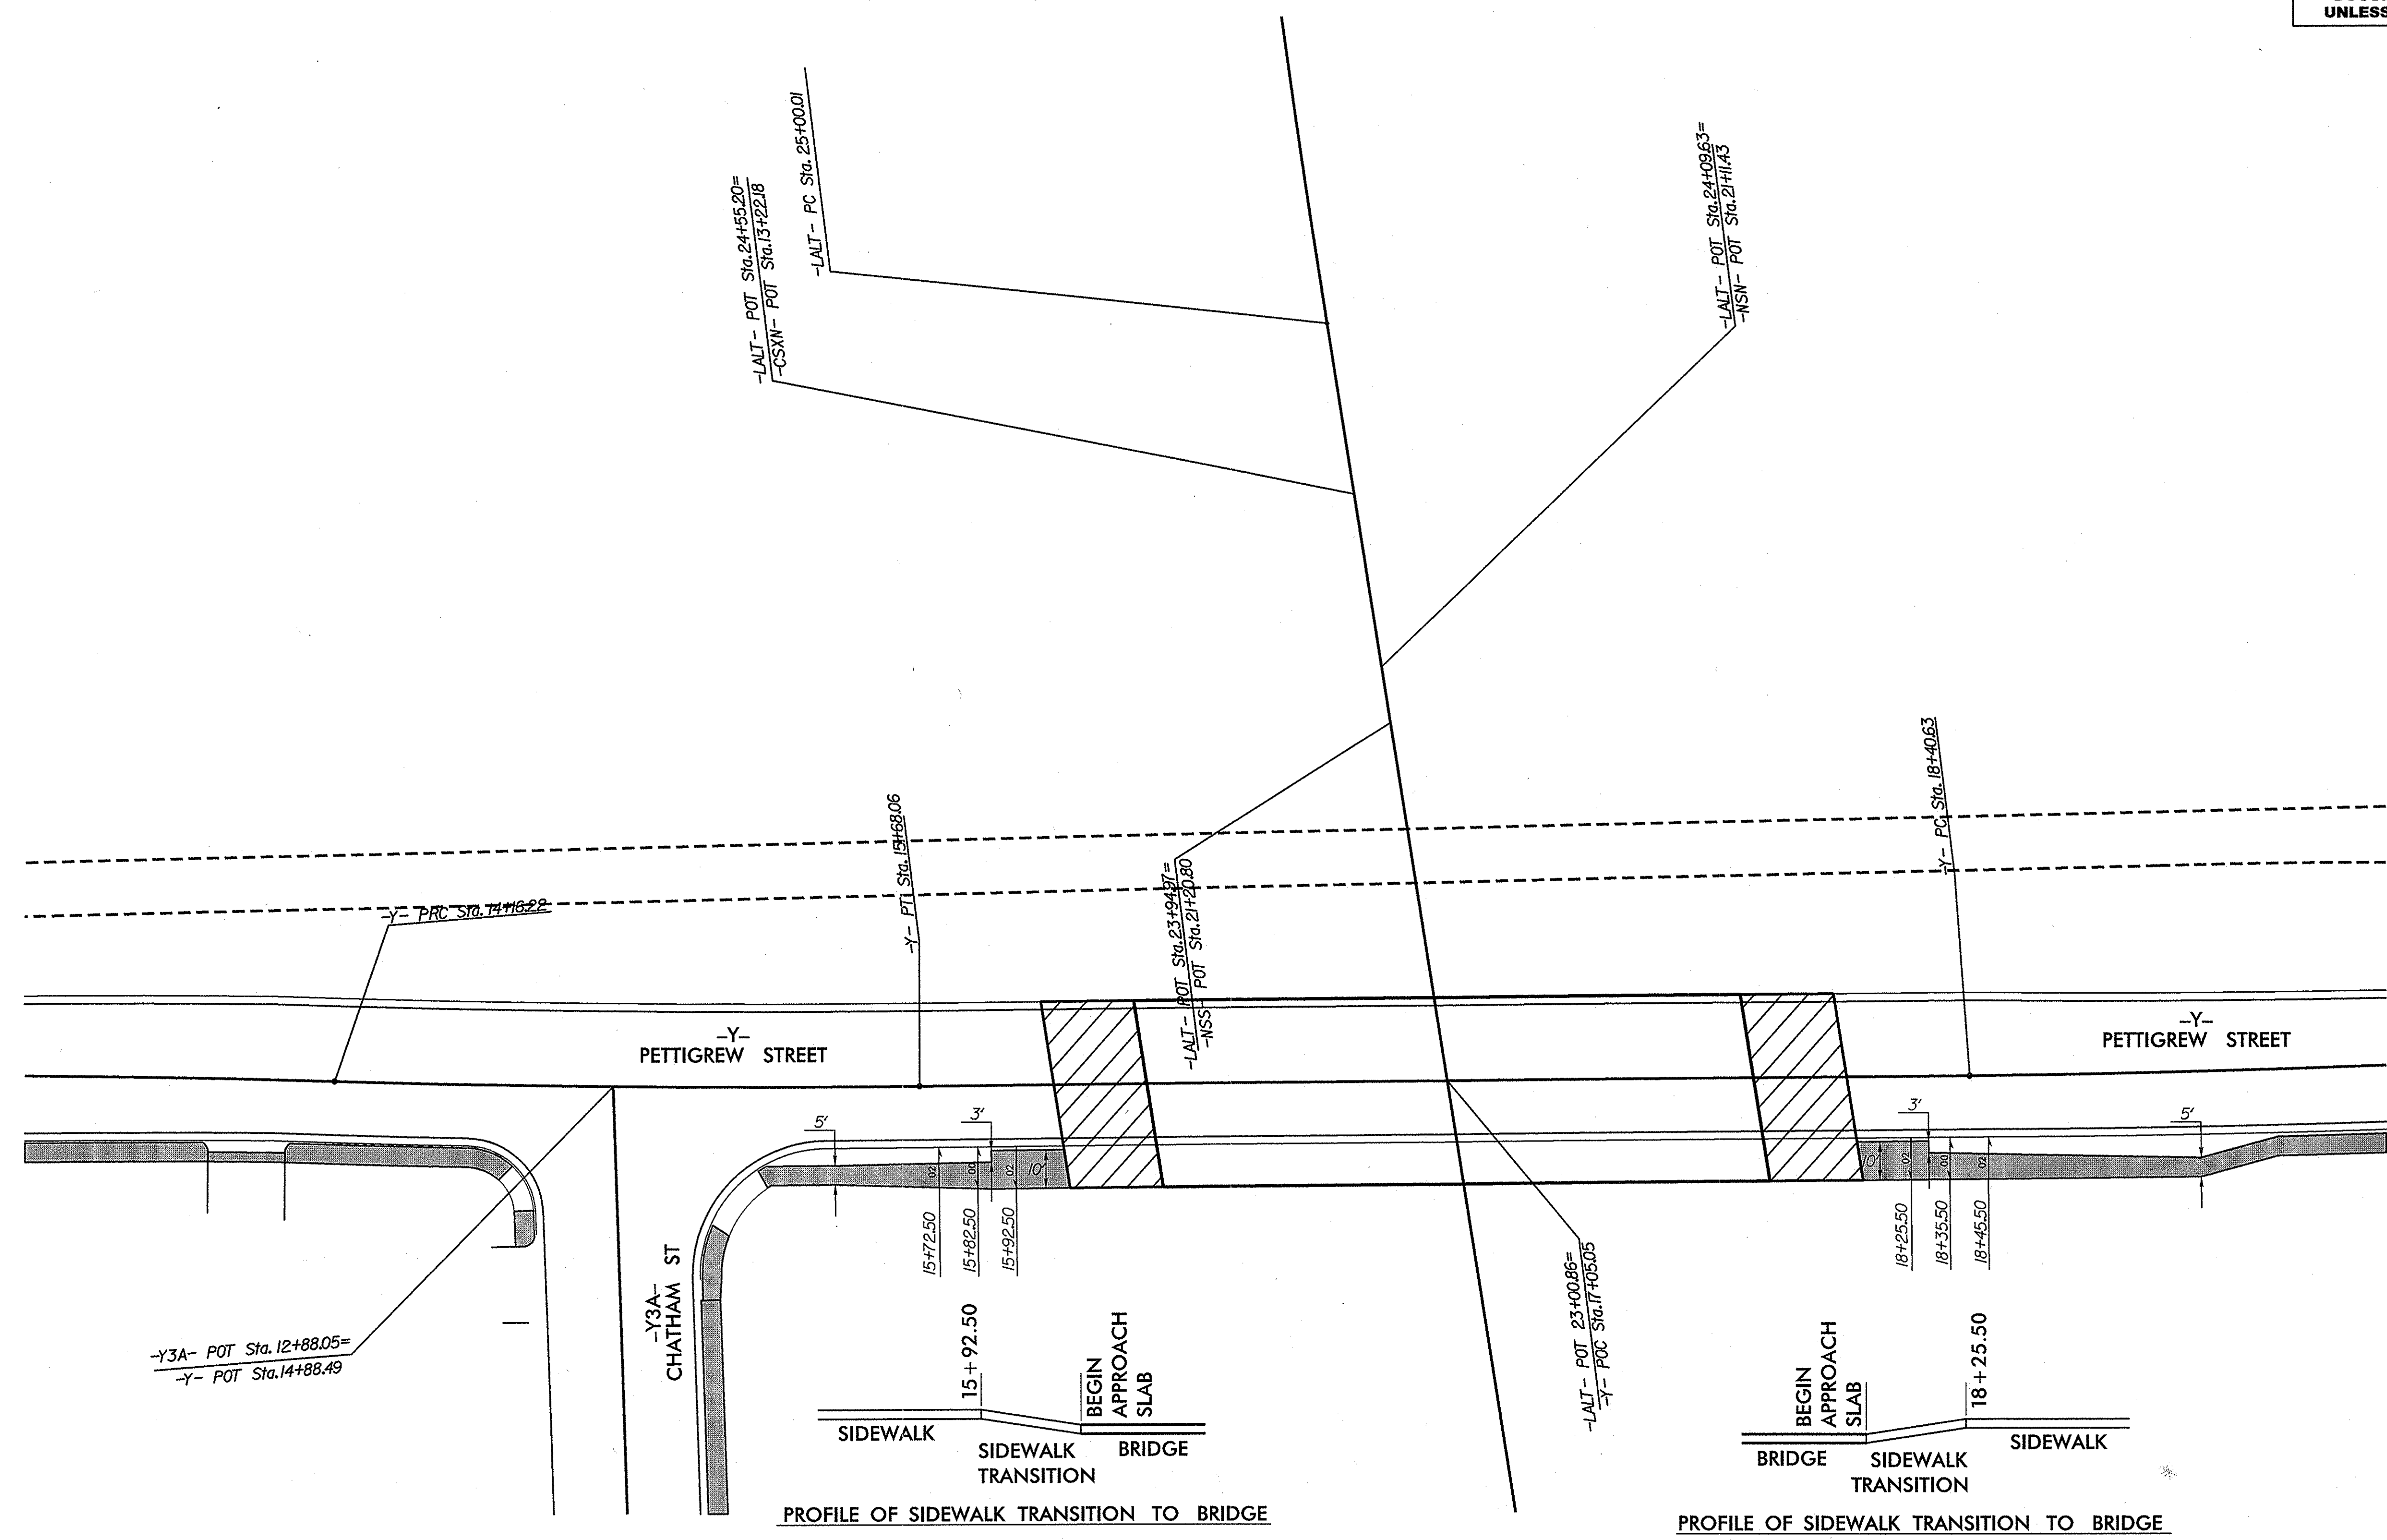 UNLESS
-LALT- PC Sta. 25+00.01
-LALT- POT Sta. 24+55.20=
-CSXN- POT Sta. 13+22.18
-LALT- POT Sta. 24+09.63=
-NSN- POT Sta. 21+11.43
-Y- PRC Sta. 14+16.22
-Y- PT Sta. 15+68.06
-LALT- POT Sta. 23+94.97=
-NSS- POT Sta. 21+20.80
-Y- PC Sta. 18+40.63
-Y-
PETTIGREW STREET
-Y-
PETTIGREW STREET
5'
3'
02
00
02
10'
3'
5'
10'
02
00
02
15+72.50
15+82.50
15+92.50
18+25.50
18+35.50
18+45.50
-Y3A-
CHATHAM ST
-Y3A- POT Sta. 12+88.05=
-Y- POT Sta. 14+88.49
-LALT- POT 23+00.86=
-Y- POC Sta. 17+05.05
15+92.50
BEGIN
APPROACH
SLAB
SIDEWALK
SIDEWALK
TRANSITION
BRIDGE
PROFILE OF SIDEWALK TRANSITION TO BRIDGE
BEGIN
APPROACH
SLAB
18+25.50
BRIDGE
SIDEWALK
TRANSITION
SIDEWALK
PROFILE OF SIDEWALK TRANSITION TO BRIDGE